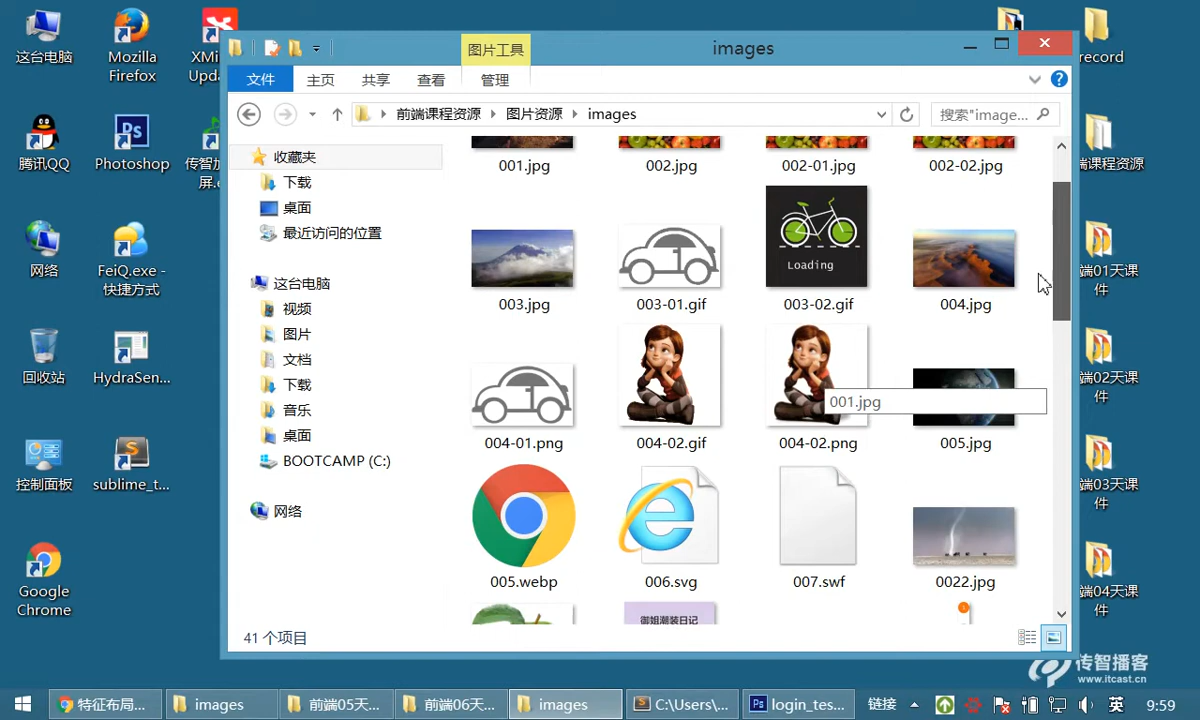 这台电脑
Mozilla
Firefox
XMi
Upda
腾讯QQ
Photoshop
传智加
屏.e
网络
FeiQ.exe -
快捷方式
回收站
HydraSen...
控制面板
sublime_t...
Google
Chrome
图片工具
images
文件
主页
共享
查看
管理
前端课程资源
图片资源
images
搜索"image...
收藏夹
下载
桌面
最近访问的位置
这台电脑
视频
图片
文档
下载
音乐
桌面
BOOTCAMP (C:)
网络
001.jpg
002.jpg
002-01.jpg
002-02.jpg
Loading
003.jpg
003-01.gif
003-02.gif
004.jpg
001.jpg
004-01.png
004-02.gif
004-02.png
005.jpg
005.webp
006.svg
007.swf
0022.jpg
御姐潮装日记
41 个项目
record
端课程资源
端01天课
件
端02天课
件
端03天课
件
端04天课
件
传智播客
www.itcast.cn
特征布局...
images
前端05天...
前端06天...
images
C:\Users\...
login_tes...
链接
英
9:59